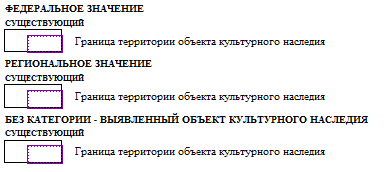 ФЕДЕРАЛЬНОЕ ЗНАЧЕНИЕ
СУЩЕСТВУЮЩИЙ
Граница территории объекта культурного наследия
РЕГИОНАЛЬНОЕ ЗНАЧЕНИЕ
СУЩЕСТВУЮЩИЙ
Граница территории объекта культурного наследия
БЕЗ КАТЕГОРИИ - ВЫЯВЛЕННЫЙ ОБЪЕКТ КУЛЬТУРНОГО НАСЛЕДИЯ
СУЩЕСТВУЮЩИЙ
Граница территории объекта культурного наследия